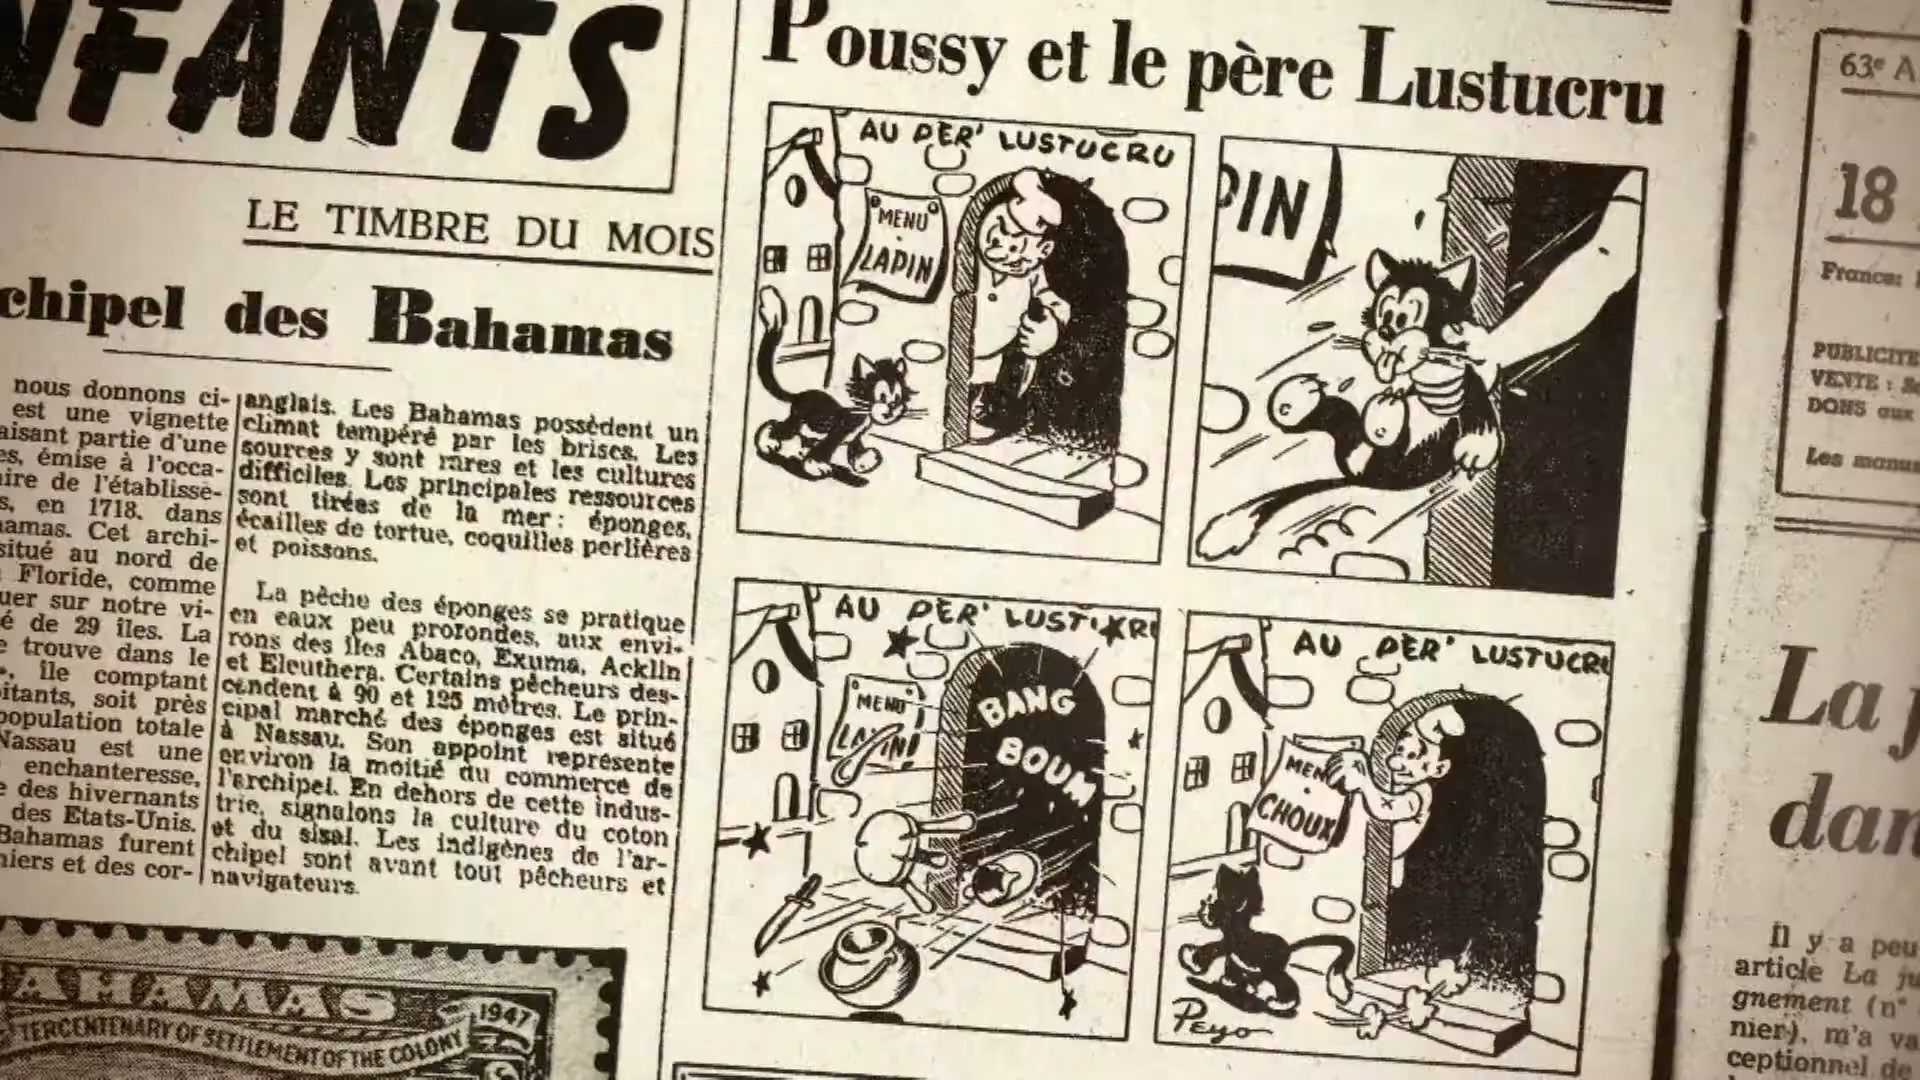 NFANTS
LE TIMBRE DU MOIS
chipel des Bahamas
nous donnons ci-
est une vignette
aisant partie d'une
es, émise à l'occa-
ire de l'établisse-
s, en 1718, dans
amas. Cet archi-
situé au nord de
Floride, comme
uer sur notre vi-
é de 29 îles. La
e trouve dans le
île comptant
bitants, soit près
population totale
Nassau est une
enchanteresse,
e des hivernants
des Etats-Unis.
Bahamas furent
niers et des cor-
anglais. Les Bahamas possèdent un
climat tempéré par les brises. Les
sources y sont rares et les cultures
difficiles. Les principales ressources
sont tirées de la mer : éponges,
écailles de tortue, coquilles perlières
et poissons.
La pêche des éponges se pratique
en eaux peu profondes, aux envi-
rons des îles Abaco, Exuma, Acklin
et Eleuthera. Certains pêcheurs des-
cendent à 90 et 125 mètres. Le prin-
cipal marché des éponges est situé
à Nassau. Son appoint représente
environ la moitié du commerce de
l'archipel. En dehors de cette indus-
trie, signalons la culture du coton
et du sisal. Les indigènes de l'ar-
chipel sont avant tout pêcheurs et
navigateurs.
AHAMAS
1947
TERCENTENARY OF SETTLEMENT OF THE COLONY
Poussy et le père Lustucru
AU PER' LUSTUCRU
MENU
LAPIN
PIN
AU PER' LUSTUCRU
MENU
LAPIN
BANG
BOUM
AU PER' LUSTUCRU
MENU
CHOUX
Peyo
63e A
18
France:
PUBLICITE
VENTE :
DONS aux
Les manus
La j
dan
Il y a peu
article La ju
gnement (n°
nier), m'a va
ceptionnel de